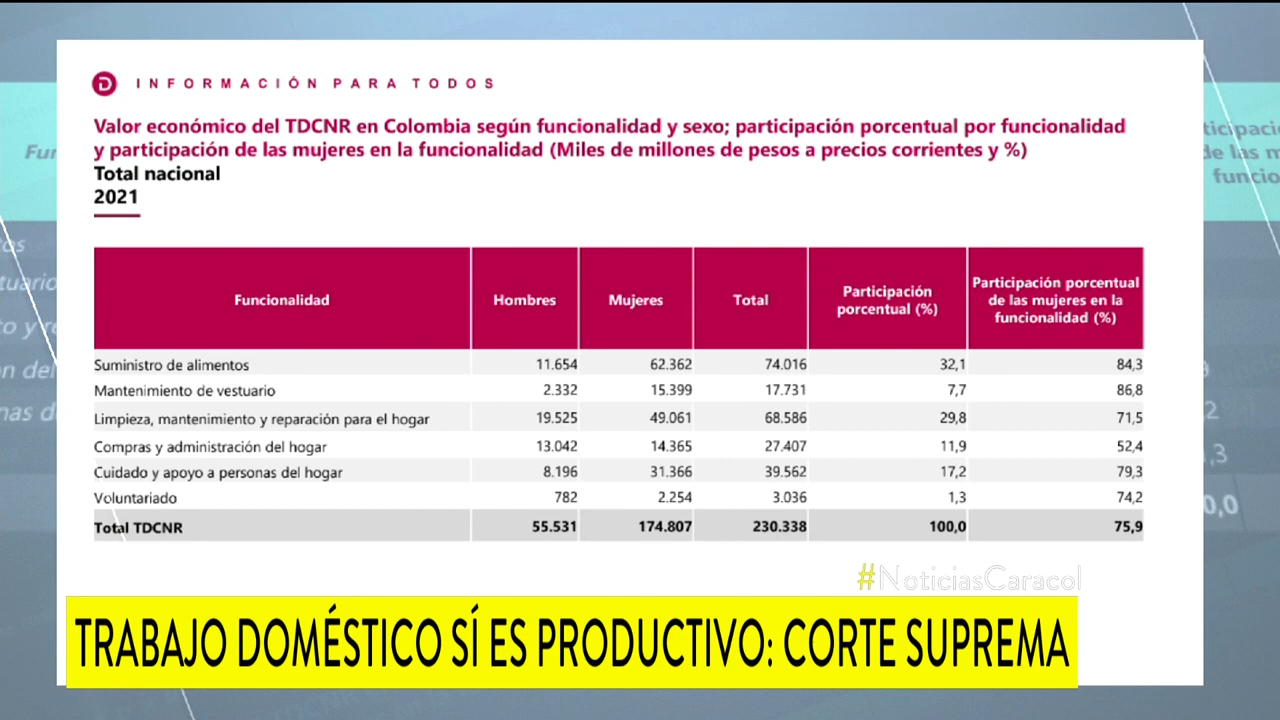 INFORMACIÓN PARA TODOS
Valor económico del TDCNR en Colombia según funcionalidad y sexo; participación porcentual por funcionalidad
y participación de las mujeres en la funcionalidad (Miles de millones de pesos a precios corrientes y %)
Total nacional
2021
Funcionalidad Hombres Mujeres Total Participación porcentual (%) Participación porcentual de las mujeres en la funcionalidad (%)
Suministro de alimentos 11.654 62.362 74.016 32,1 84,3
Mantenimiento de vestuario 2.332 15.399 17.731 7,7 86,8
Limpieza, mantenimiento y reparación para el hogar 19.525 49.061 68.586 29,8 71,5
Compras y administración del hogar 13.042 14.365 27.407 11,9 52,4
Cuidado y apoyo a personas del hogar 8.196 31.366 39.562 17,2 79,3
Voluntariado 782 2.254 3.036 1,3 74,2
Total TDCNR 55.531 174.807 230.338 100,0 75,9
#NoticiasCaracol
TRABAJO DOMÉSTICO SÍ ES PRODUCTIVO: CORTE SUPREMA